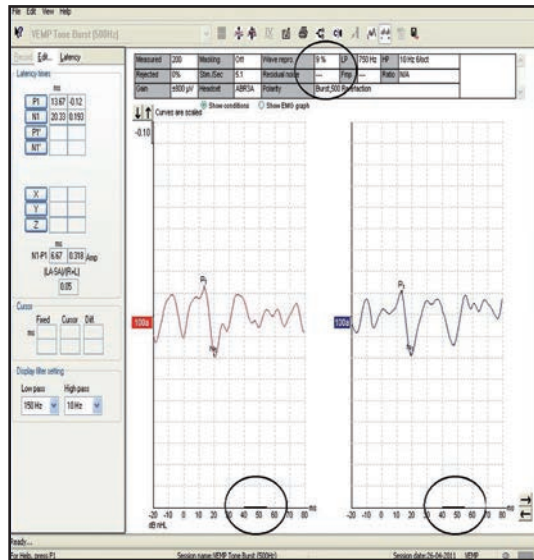 File Edit View Help
VEMP Tone Burst (500Hz)
Record Edit... Latency
Latency times
ms
P1 13.67 -0.12
N1 20.33 0.193
P1'
N1'
X
Y
Z
ms
N1-P1 6.67 0.318 Amp
(LA-SA)/(R+L)
0.05
Cursor
Fixed Cursor Diff.
ms
Display filter setting
Low pass High pass
150 Hz 10 Hz
Measured 200 Masking Off Wave repro. 9 % LP 750 Hz HP 10 Hz 6/oct
Rejected 0% Stim./Sec 5.1 Residual noise --- Fmp --- Ratio N/A
Gain ±800 µV Headset ABR3A Polarity Burst,500 Rarefaction
Show conditions Show EMG graph
Curves are scaled
-0.10
P1
N1
100a
P1
N1
100a
-20 -10 0 10 20 30 40 50 60 70 80 ms
dB nHL
-20 -10 0 10 20 30 40 50 60 70 80 ms
Ready...
For Help, press F1 Session name:VEMP Tone Burst (500Hz) Session date:26-04-2011 VEMP